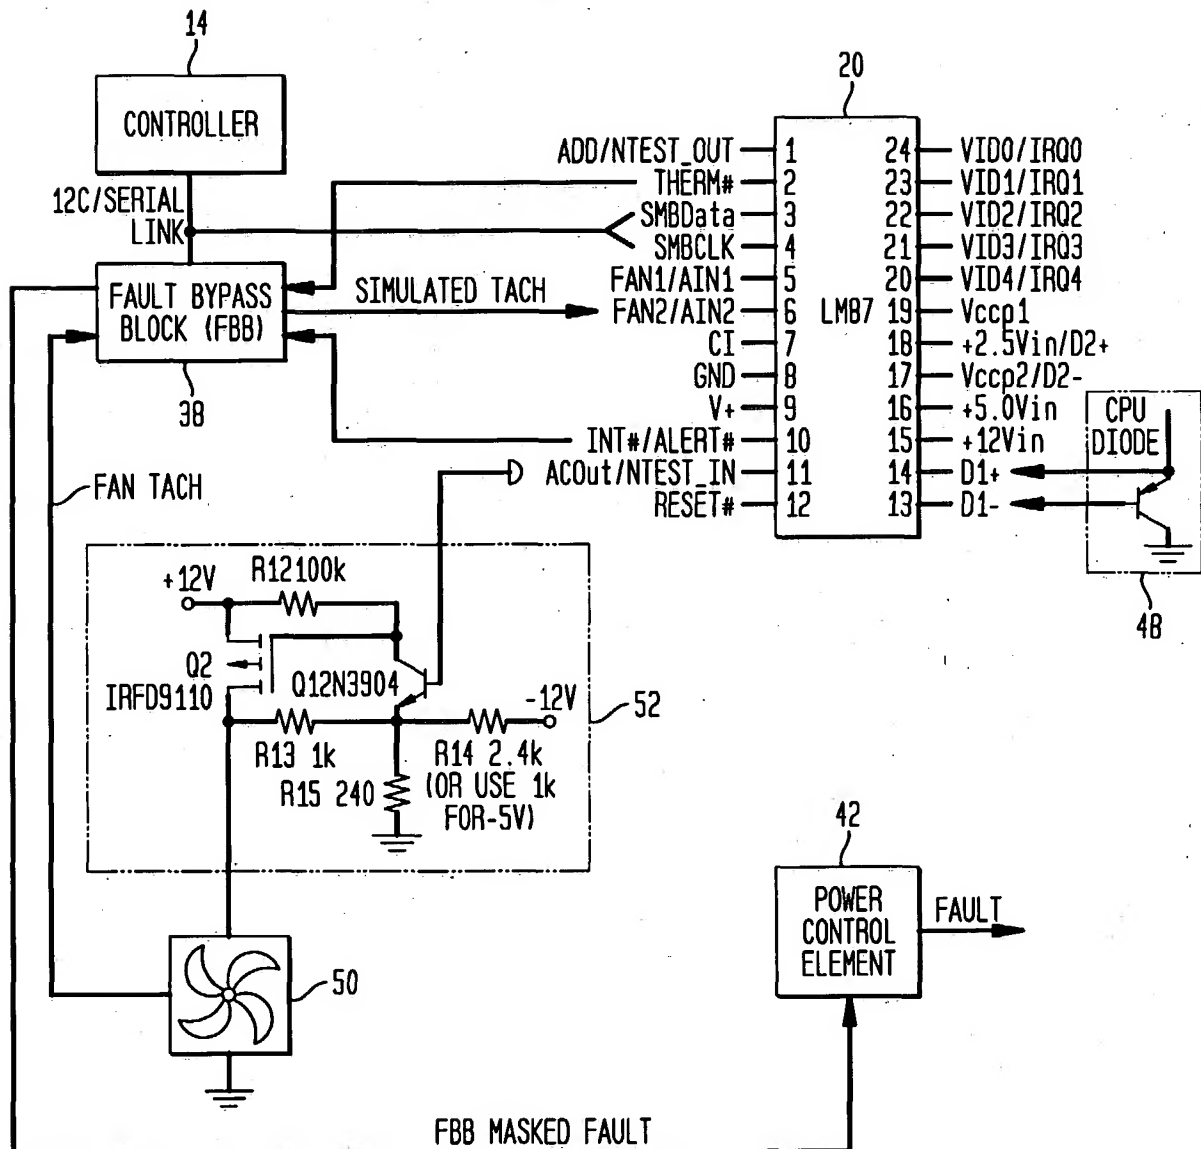 14
CONTROLLER
12C/SERIAL
LINK
FAULT BYPASS
BLOCK (FBB)
38
SIMULATED TACH
FAN TACH
20
LM87
ADD/NTEST_OUT 1
THERM# 2
SMBData 3
SMBCLK 4
FAN1/AIN1 5
FAN2/AIN2 6
CI 7
GND 8
V+ 9
INT#/ALERT# 10
ACOut/NTEST_IN 11
RESET# 12
24 VID0/IRQ0
23 VID1/IRQ1
22 VID2/IRQ2
21 VID3/IRQ3
20 VID4/IRQ4
19 Vccp1
18 +2.5Vin/D2+
17 Vccp2/D2-
16 +5.0Vin
15 +12Vin
14 D1+
13 D1-
CPU
DIODE
48
+12V
R12100k
Q2
IRFD9110
Q12N3904
-12V
R13 1k
R14 2.4k
(OR USE 1k
FOR-5V)
R15 240
52
50
42
POWER
CONTROL
ELEMENT
FAULT
FBB MASKED FAULT